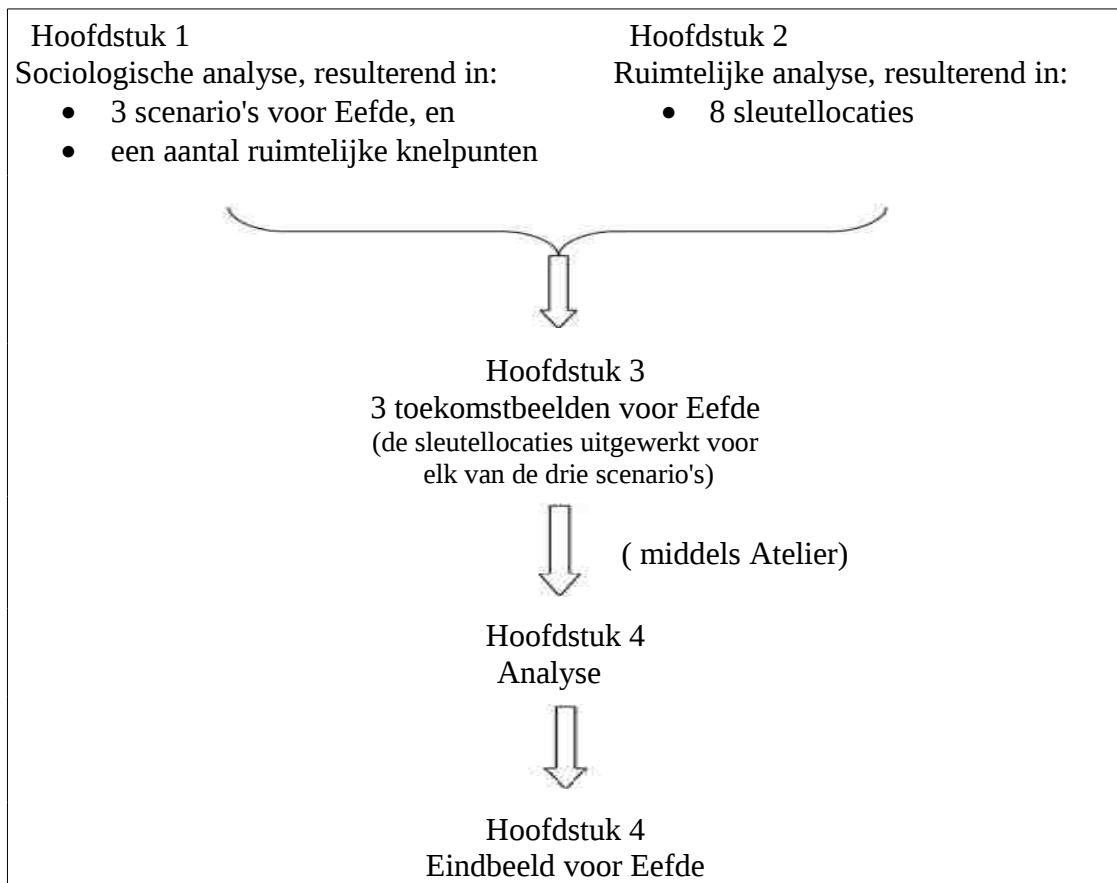 Hoofdstuk 1
Sociologische analyse, resulterend in:
• 3 scenario's voor Eefde, en
• een aantal ruimtelijke knelpunten
Hoofdstuk 2
Ruimtelijke analyse, resulterend in:
• 8 sleutellocaties
Hoofdstuk 3
3 toekomstbeelden voor Eefde
(de sleutellocaties uitgewerkt voor
elk van de drie scenario's)
( middels Atelier)
Hoofdstuk 4
Analyse
Hoofdstuk 4
Eindbeeld voor Eefde